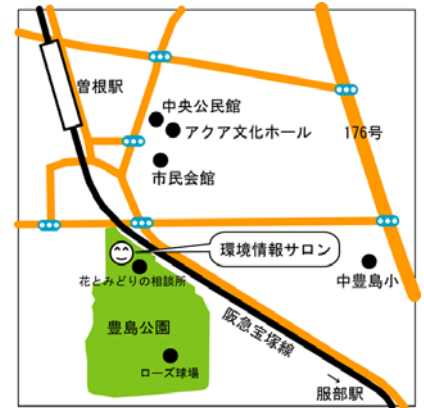 曽根駅
中央公民館
アクア文化ホール
176号
市民会館
環境情報サロン
花とみどりの相談所
中豊島小
豊島公園
阪急宝塚線
ローズ球場
→
服部駅